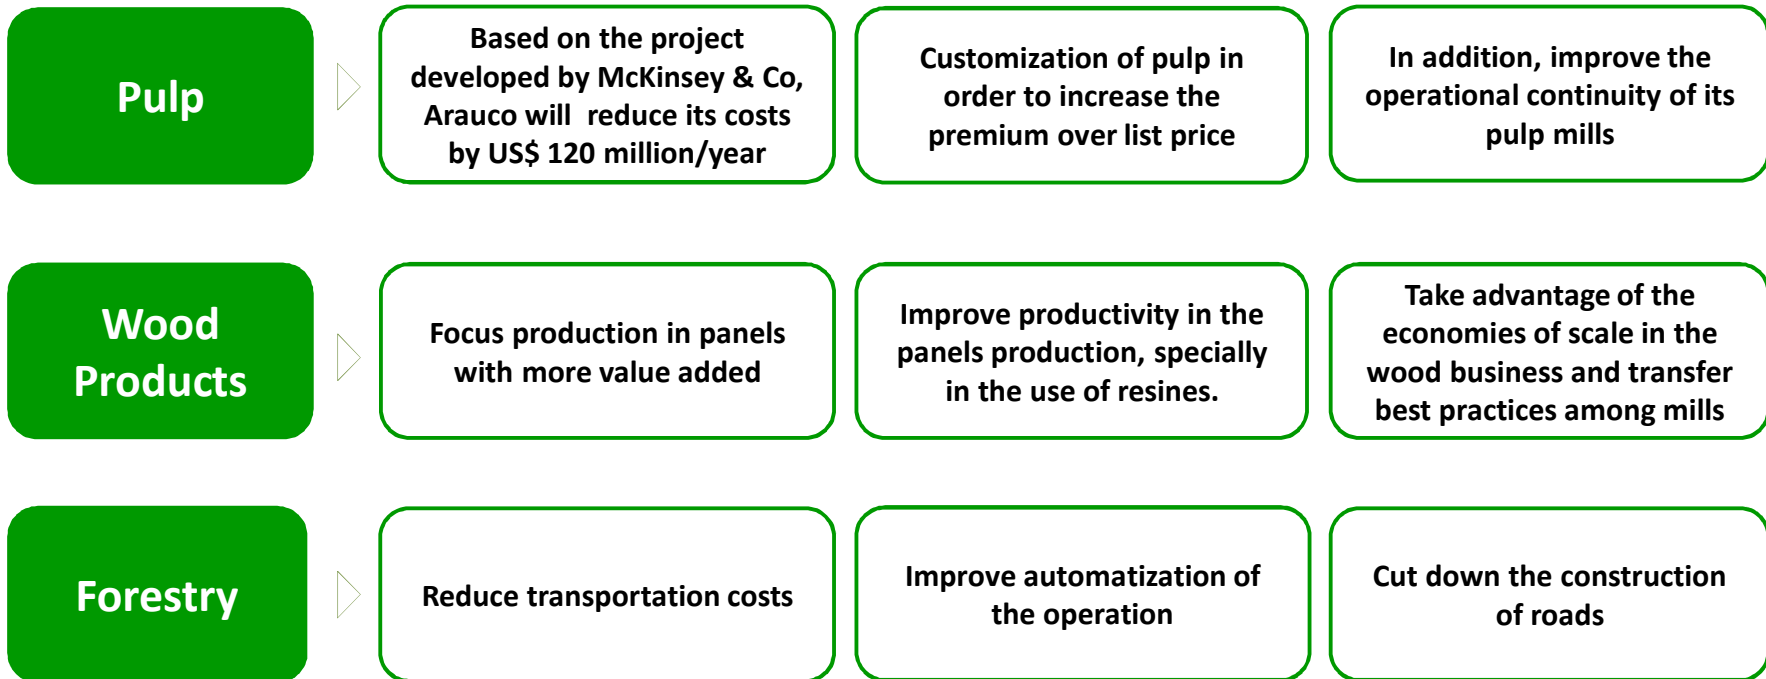 Pulp
Based on the project
developed by McKinsey & Co,
Arauco will  reduce its costs
by US$ 120 million/year
Customization of pulp in
order to increase the
premium over list price
In addition, improve the
operational continuity of its
pulp mills
Wood
Products
Focus production in panels
with more value added
Improve productivity in the
panels production, specially
in the use of resines.
Take advantage of the
economies of scale in the
wood business and transfer
best practices among mills
Forestry
Reduce transportation costs
Improve automatization of
the operation
Cut down the construction
of roads